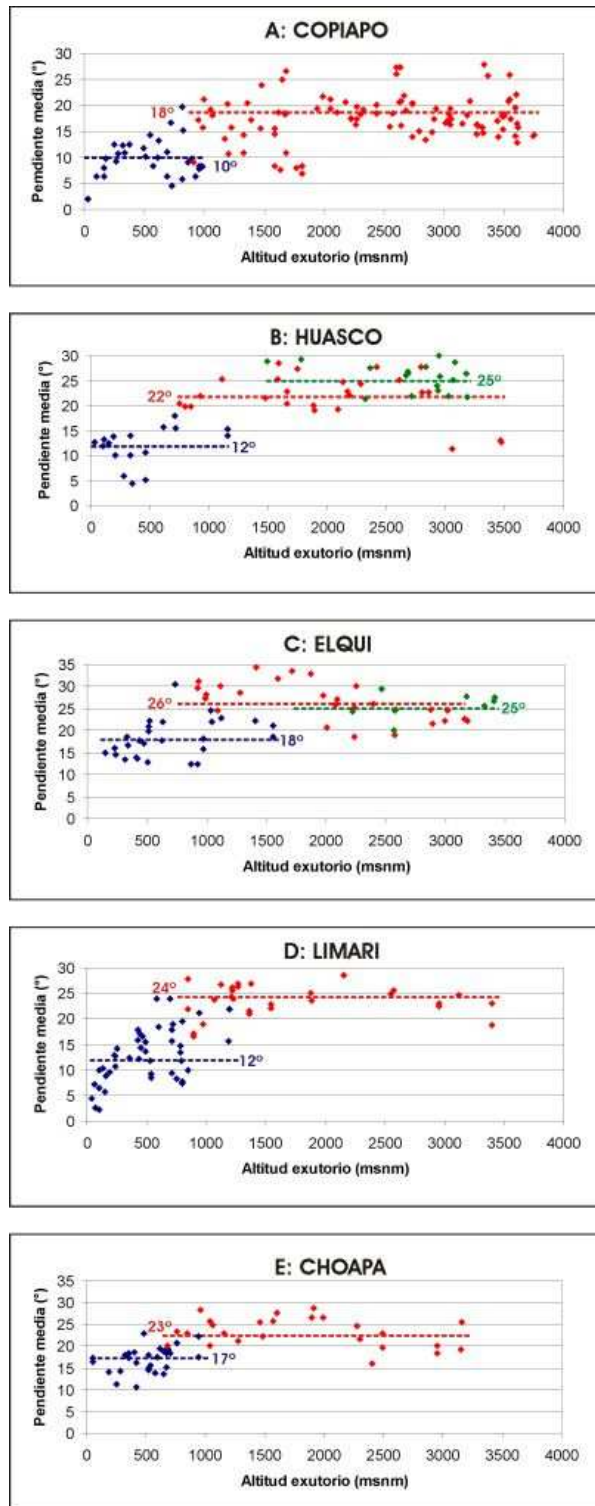 A: COPIAPO
Pemdiente media (°)
30
25
20
15
10
5
0
18°
10°
0 500 1000 1500 2000 2500 3000 3500 4000
Altitud exutorio (msnm)
B: HUASCO
Pendiente media (°)
30
25
20
15
10
5
0
22°
25°
12°
0 500 1000 1500 2000 2500 3000 3500 4000
Altitud exutorio (msnm)
C: ELQUI
Pendiente media (°)
35
30
25
20
15
10
5
0
26°
25°
18°
0 500 1000 1500 2000 2500 3000 3500 4000
Altitud exutorio (msnm)
D: LIMARI
Pendiente media (°)
30
25
20
15
10
5
0
24°
12°
0 500 1000 1500 2000 2500 3000 3500 4000
Altitud exutorio (msnm)
E: CHOAPA
Pendiente media (°)
35
30
25
20
15
10
5
0
23°
17°
0 500 1000 1500 2000 2500 3000 3500 4000
Altitud exutorio (msnm)